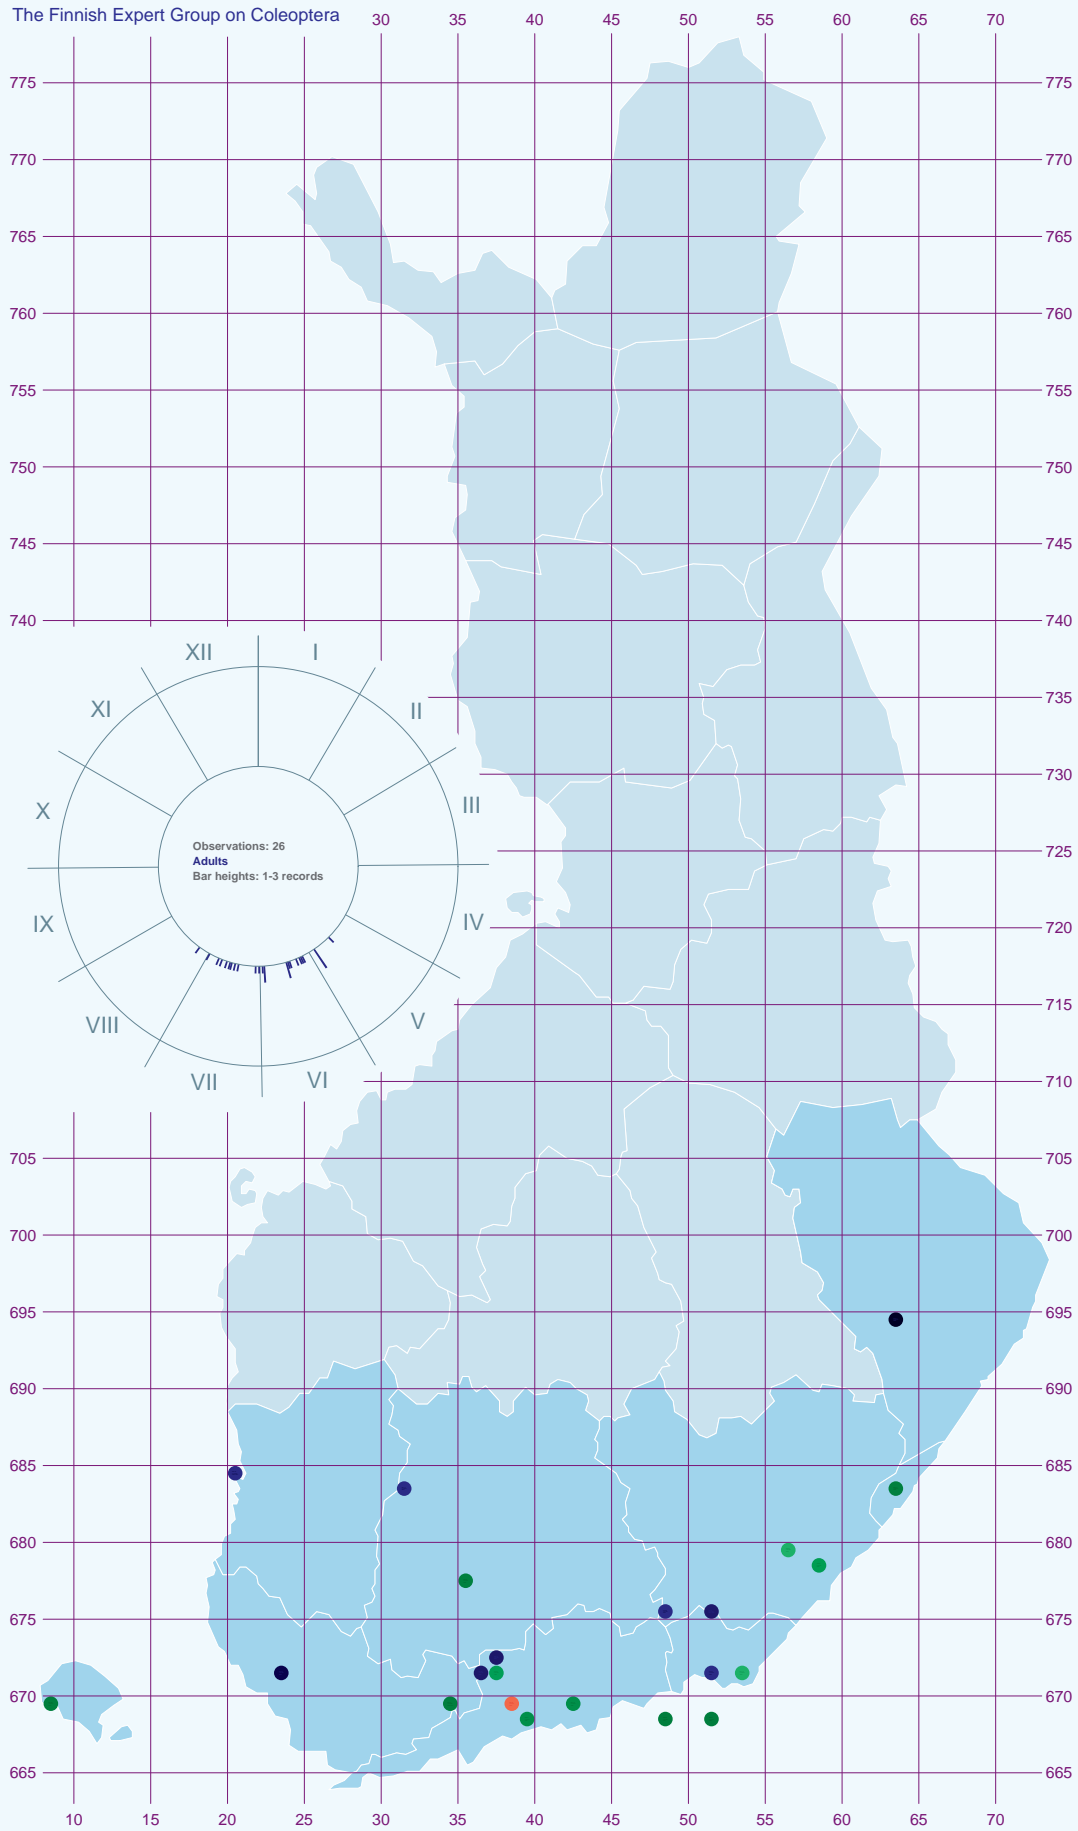 The Finnish Expert Group on Coleoptera
30 35 40 45 50 55 60 65 70
775 775
770 770
765 765
760 760
755 755
750 750
745 745
740 740
XII I
XI II
735
730
X III
725
IX IV
720
VIII V
715
VII VI
710
Observations: 26
Adults
Bar heights: 1-3 records
705 705
700 700
695 695
690 690
685 685
680 680
675 675
670 670
665 665
10 15 20 25 30 35 40 45 50 55 60 65 70